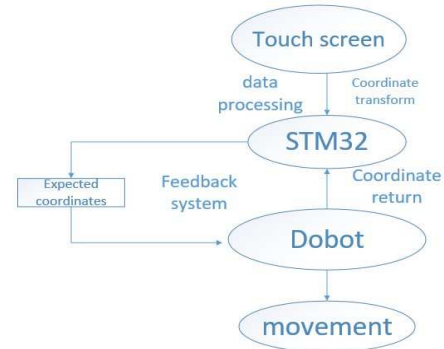 Touch screen
data
processing
Coordinate
transform
STM32
Expected
coordinates
Feedback
system
Coordinate
return
Dobot
movement